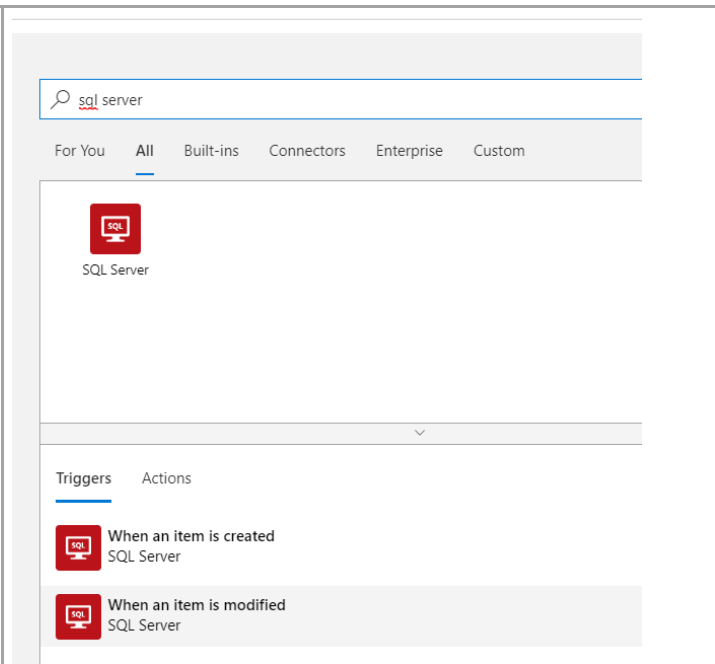 sql server
For You All Built-ins Connectors Enterprise Custom
SQL
SQL Server
Triggers Actions
SQL
When an item is created
SQL Server
SQL
When an item is modified
SQL Server